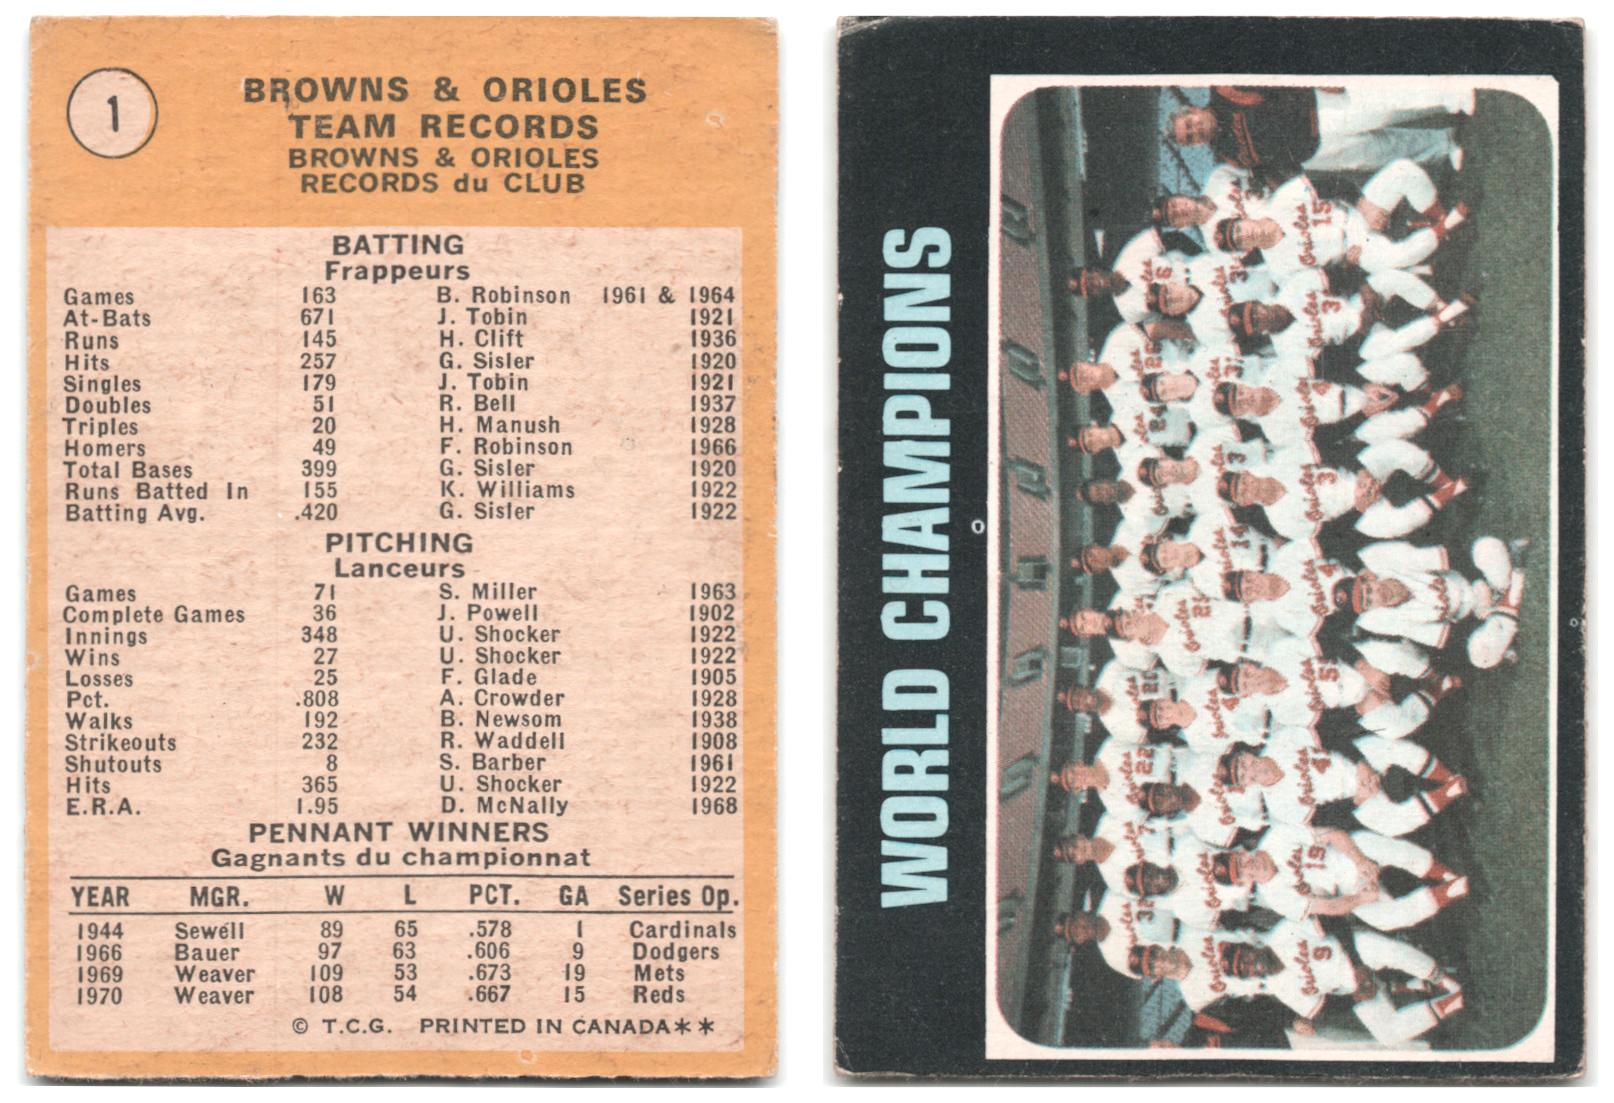 1
BROWNS & ORIOLES
TEAM RECORDS
BROWNS & ORIOLES
RECORDS du CLUB
BATTING
Frappeurs
Games 163 B. Robinson 1961 & 1964
At-Bats 671 J. Tobin 1921
Runs 145 H. Clift 1936
Hits 257 G. Sisler 1920
Singles 179 J. Tobin 1921
Doubles 51 R. Bell 1937
Triples 20 H. Manush 1928
Homers 49 F. Robinson 1966
Total Bases 399 G. Sisler 1920
Runs Batted In 155 K. Williams 1922
Batting Avg. .420 G. Sisler 1922
PITCHING
Lanceurs
Games 71 S. Miller 1963
Complete Games 36 J. Powell 1902
Innings 348 U. Shocker 1922
Wins 27 U. Shocker 1922
Losses 25 F. Glade 1905
Pct. .808 A. Crowder 1928
Walks 192 B. Newsom 1938
Strikeouts 232 R. Waddell 1908
Shutouts 8 S. Barber 1961
Hits 365 U. Shocker 1922
E.R.A. 1.95 D. McNally 1968
PENNANT WINNERS
Gagnants du championnat
YEAR MGR. W L PCT. GA Series Op.
1944 Sewell 89 65 .578 1 Cardinals
1966 Bauer 97 63 .606 9 Dodgers
1969 Weaver 109 53 .673 19 Mets
1970 Weaver 108 54 .667 15 Reds
© T.C.G. PRINTED IN CANADA**
WORLD CHAMPIONS